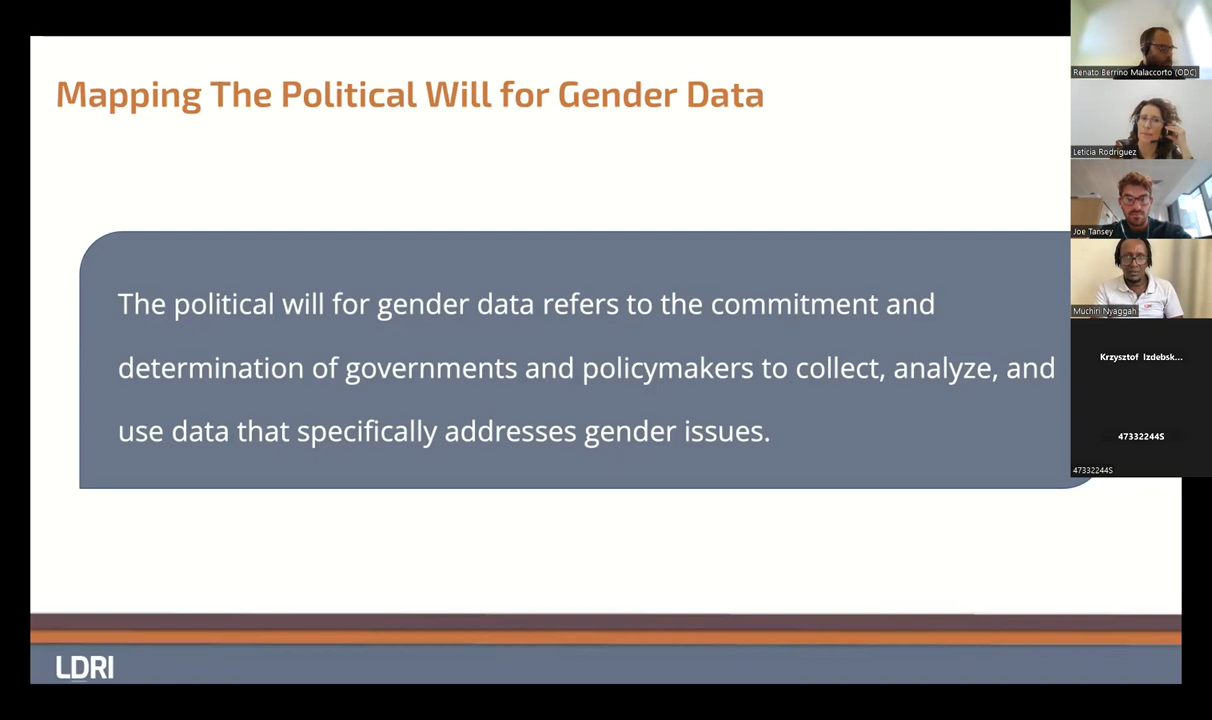 Mapping The Political Will for Gender Data
The political will for gender data refers to the commitment and
determination of governments and policymakers to collect, analyze, and
use data that specifically addresses gender issues.
LDRI
Renato Berrino Malaccorto (ODC)
Leticia Rodriguez
Joe Tansey
Muchiri Nyaggah
Krzysztof Izdebsk...
47332244S
47332244S